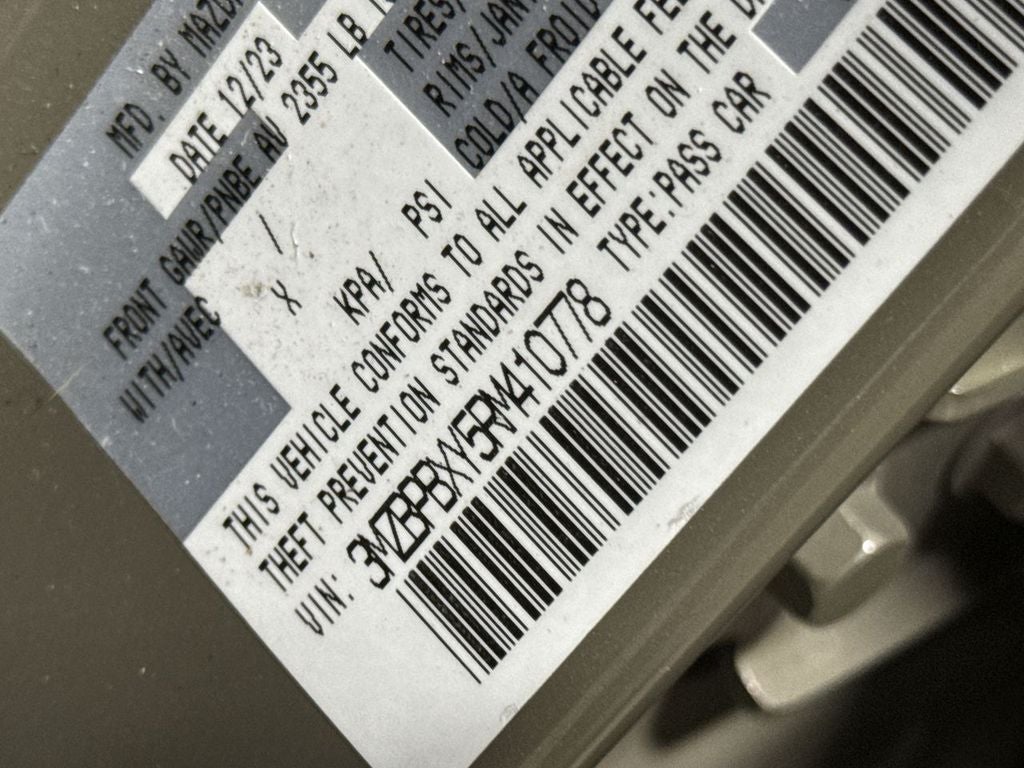 MFD. BY
DATE 12/23
FRONT GAWR/PNBE AV 2355 LB
WITH/AVEC
TIRES/
/
RIMS/JAN
X
COLD/A FROID
KPA/ PSI
THIS VEHICLE CONFORMS TO ALL APPLICABLE
THEFT PREVENTION STANDARDS IN EFFECT ON THE
VIN: 3MZBPBXY5RM410778 TYPE:PASS CAR